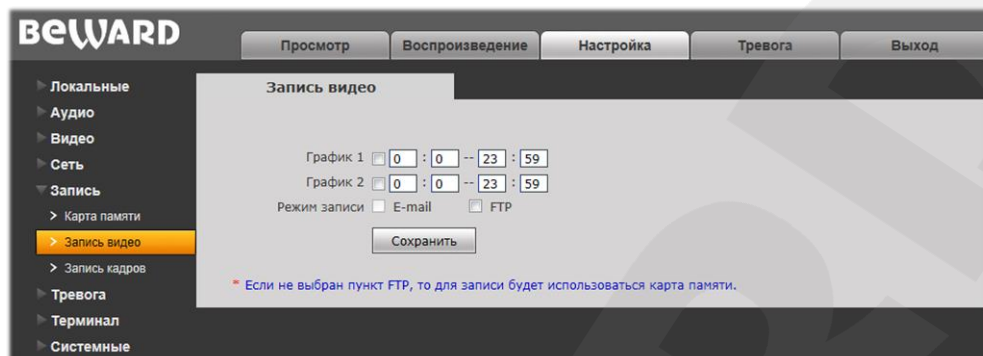 BEWARD
Просмотр Воспроизведение Настройка Тревога Выход
Локальные
Аудио
Видео
Сеть
Запись
> Карта памяти
> Запись видео
> Запись кадров
Тревога
Терминал
Системные
Запись видео
График 1 0 : 0 -- 23 : 59
График 2 0 : 0 -- 23 : 59
Режим записи E-mail FTP
Сохранить
* Если не выбран пункт FTP, то для записи будет использоваться карта памяти.